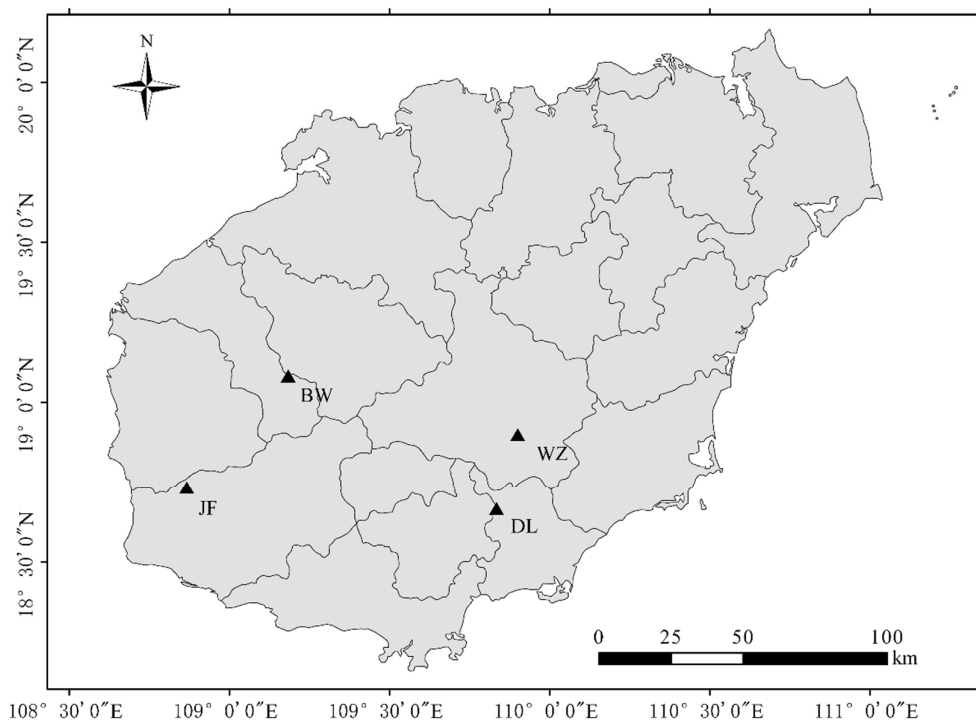 N
20° 0′ 0″N
19° 30′ 0″N
19° 0′ 0″N
18° 30′ 0″N
BW
WZ
JF
DL
0 25 50 100
km
108° 30′ 0″E 109° 0′ 0″E 109° 30′ 0″E 110° 0′ 0″E 110° 30′ 0″E 111° 0′ 0″E